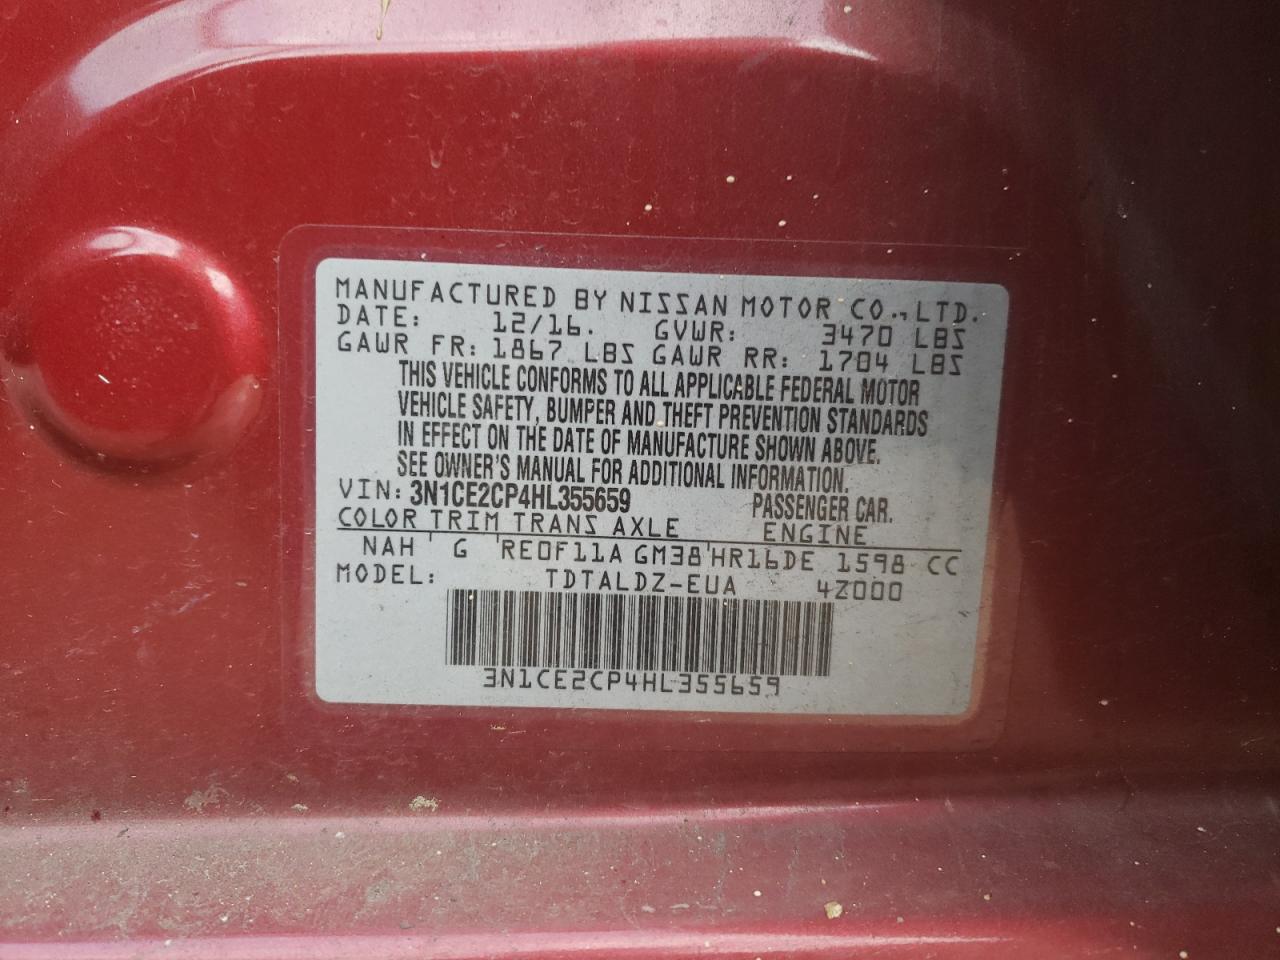 MANUFACTURED BY NISSAN MOTOR CO., LTD.
DATE: 12/16. GVWR: 3470 LBS
GAWR FR: 1867 LBS GAWR RR: 1704 LBS
THIS VEHICLE CONFORMS TO ALL APPLICABLE FEDERAL MOTOR
VEHICLE SAFETY, BUMPER AND THEFT PREVENTION STANDARDS
IN EFFECT ON THE DATE OF MANUFACTURE SHOWN ABOVE.
SEE OWNER'S MANUAL FOR ADDITIONAL INFORMATION.
VIN: 3N1CE2CP4HL355659 PASSENGER CAR.
COLOR TRIM TRANS AXLE ENGINE
NAH ' G 'RE0F11A GM38'HR16DE 1598 CC
MODEL: TDTALDZ-EUA 4Z000
3N1CE2CP4HL355659